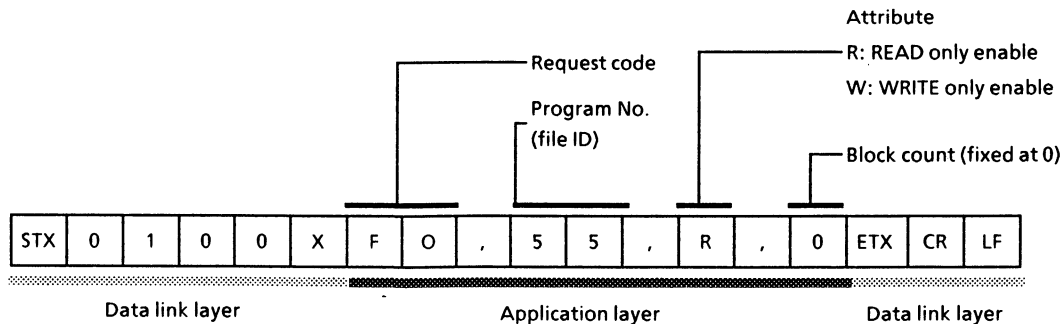 Attribute
R: READ only enable
W: WRITE only enable
Request code
Program No.
(file ID)
Block count (fixed at 0)
STX 0 1 0 0 X F O , 5 5 , R , 0 ETX CR LF
Data link layer Application layer Data link layer